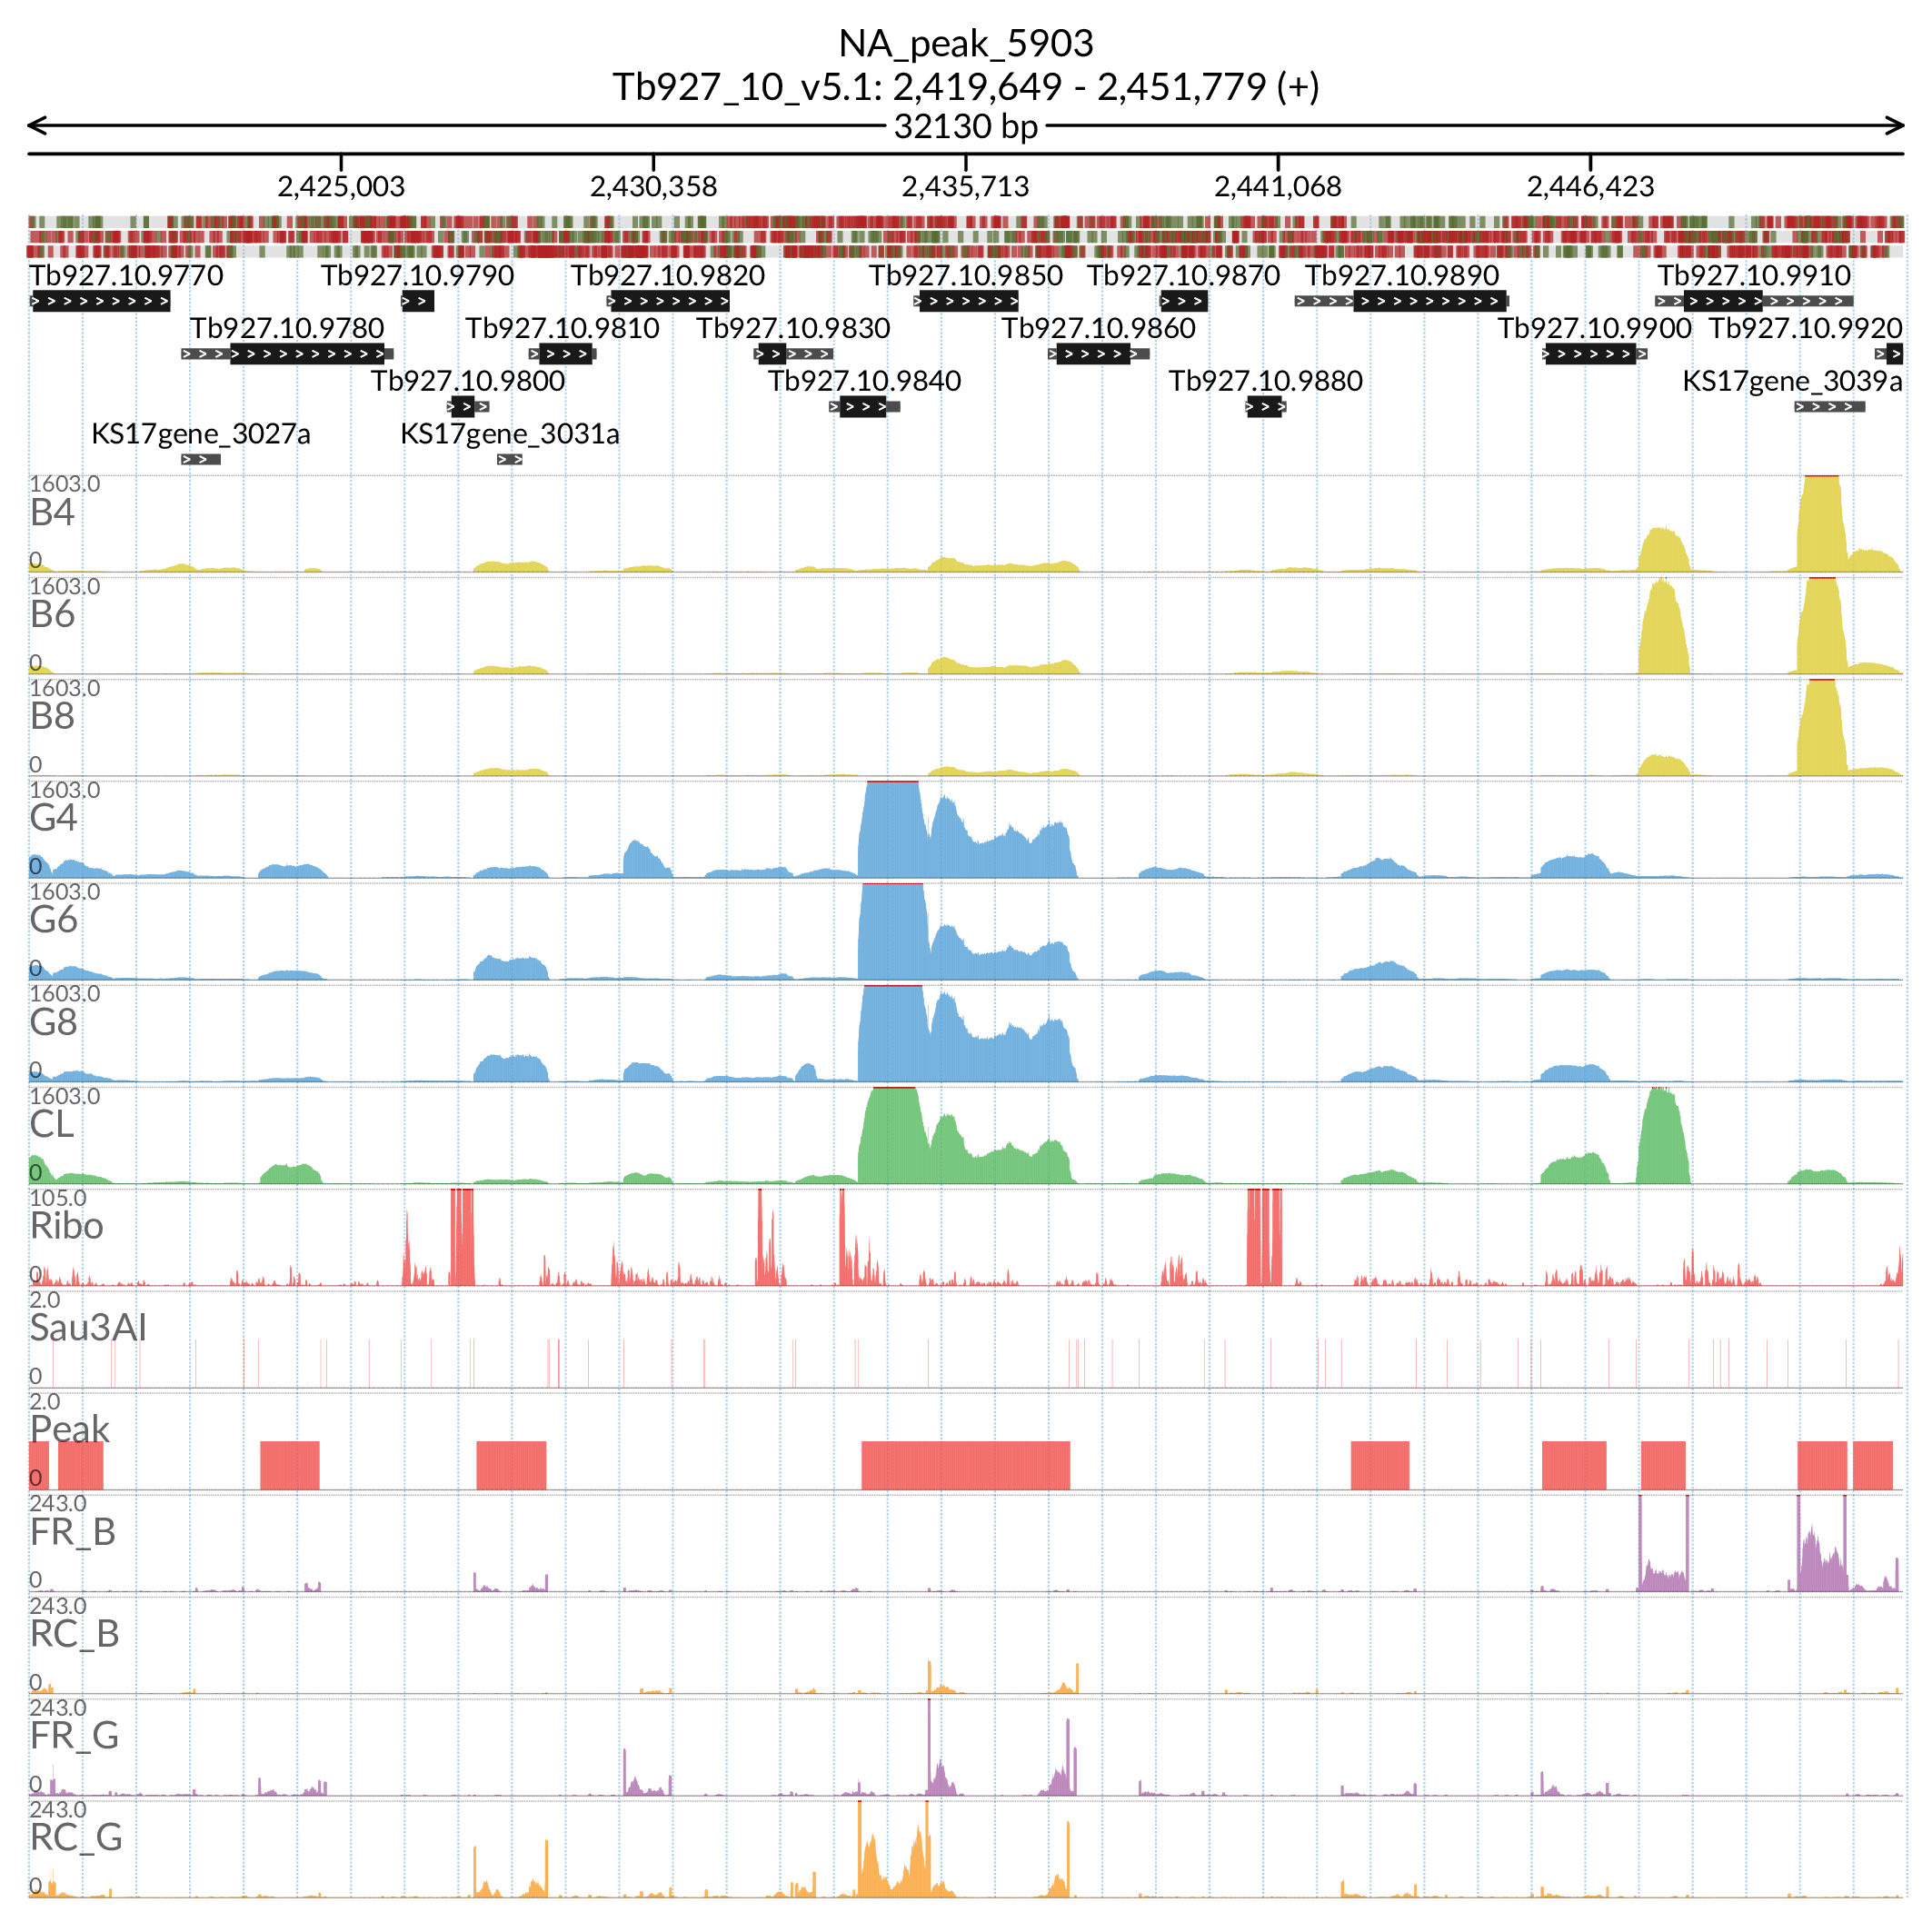 NA_peak_5903
Tb927_10_v5.1: 2,419,649 - 2,451,779 (+)
32130 bp
2,425,003 2,430,358 2,435,713 2,441,068 2,446,423
Tb927.10.9770 Tb927.10.9790 Tb927.10.9820 Tb927.10.9850 Tb927.10.9870 Tb927.10.9890 Tb927.10.9910
Tb927.10.9780 Tb927.10.9810 Tb927.10.9830 Tb927.10.9860 Tb927.10.9900 Tb927.10.9920
Tb927.10.9800 Tb927.10.9840 Tb927.10.9880 KS17gene_3039a
KS17gene_3027a KS17gene_3031a
1603.0
B4
0
1603.0
B6
0
1603.0
B8
0
1603.0
G4
0
1603.0
G6
0
1603.0
G8
0
1603.0
CL
0
105.0
Ribo
0
2.0
Sau3AI
0
2.0
Peak
0
243.0
FR_B
0
243.0
RC_B
0
243.0
FR_G
0
243.0
RC_G
0